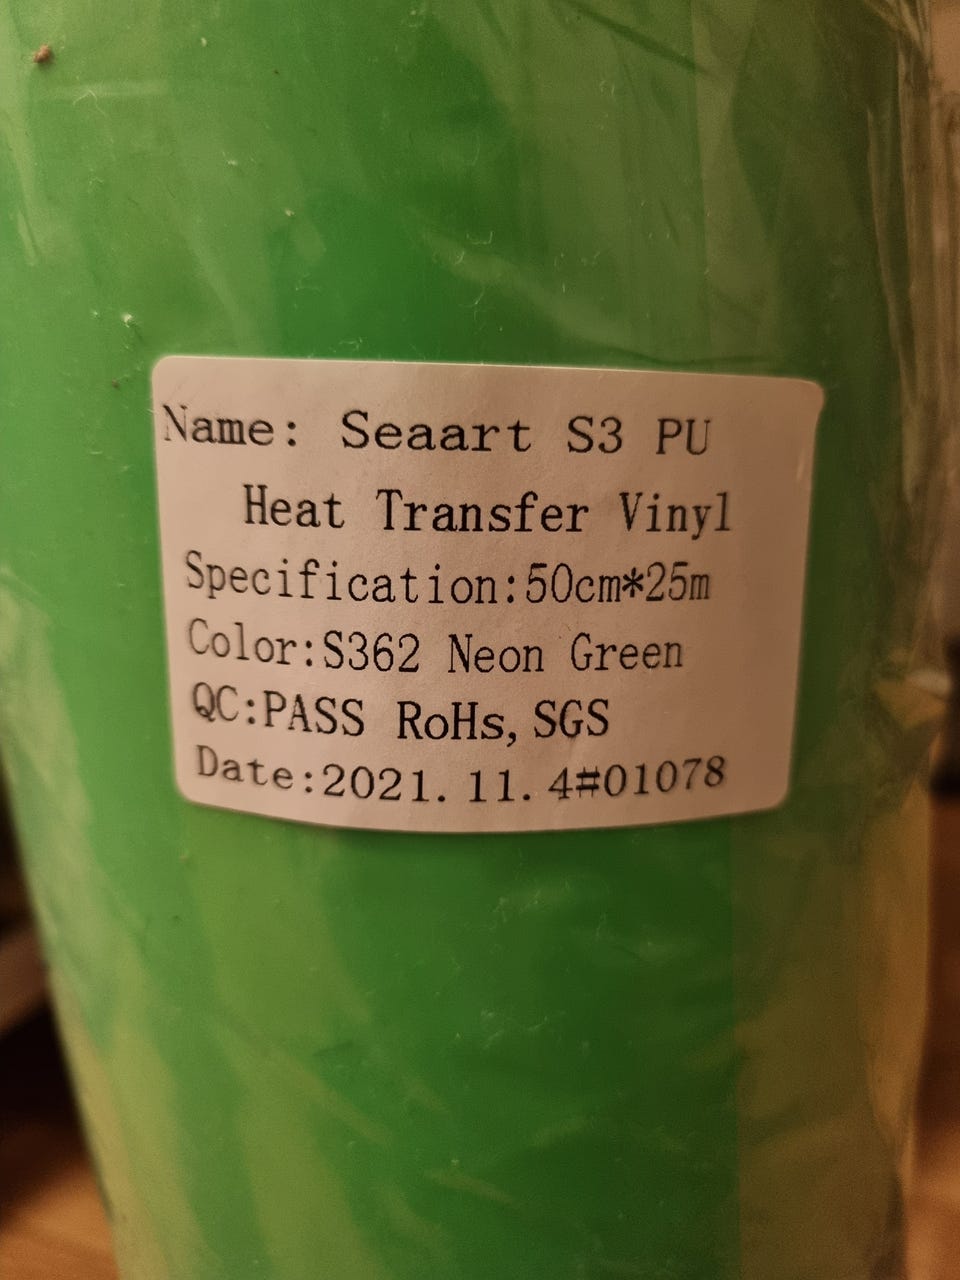 Name: Seaart S3 PU
Heat Transfer Vinyl
Specification:50cm*25m
Color:S362 Neon Green
QC:PASS RoHs, SGS
Date:2021. 11. 4#01078